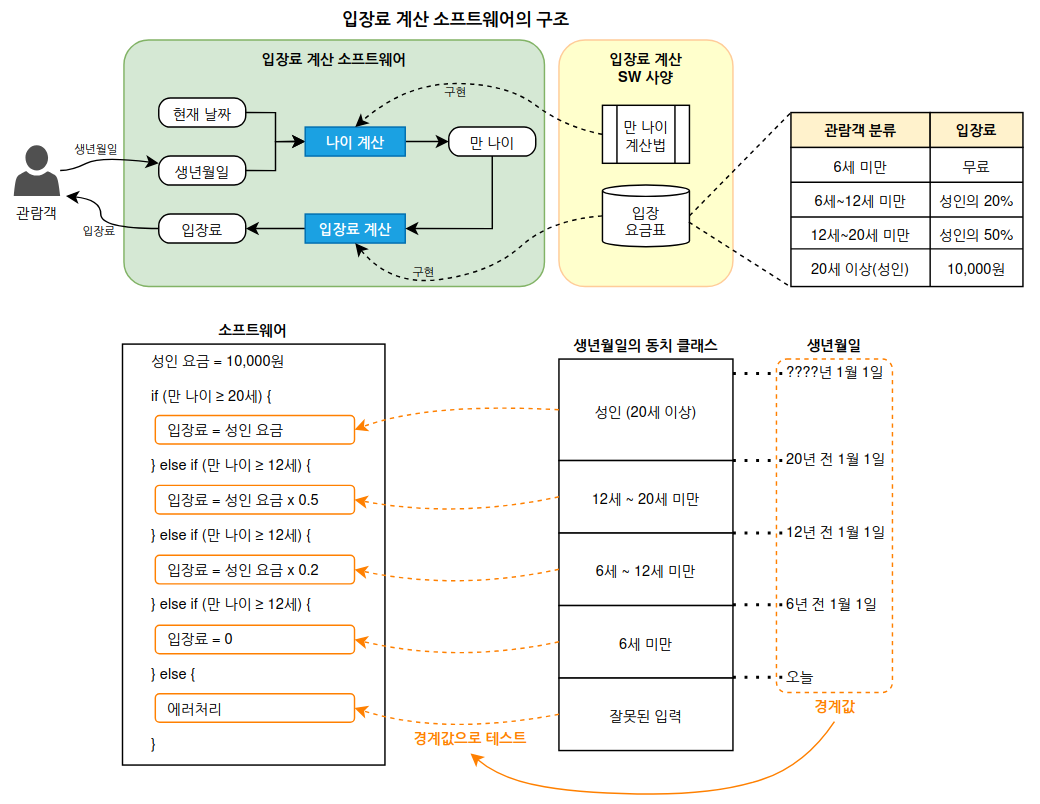 입장료 계산 소프트웨어의 구조
입장료 계산 소프트웨어
현재 날짜
생년월일
나이 계산
만 나이
생년월일
관람객
입장료
입장료
입장료 계산
구현
구현
입장료 계산
SW 사양
만 나이
계산법
입장
요금표
관람객 분류 입장료
6세 미만 무료
6세~12세 미만 성인의 20%
12세~20세 미만 성인의 50%
20세 이상(성인) 10,000원
소프트웨어
성인 요금 = 10,000원
if (만 나이 ≥ 20세) {
입장료 = 성인 요금
} else if (만 나이 ≥ 12세) {
입장료 = 성인 요금 x 0.5
} else if (만 나이 ≥ 12세) {
입장료 = 성인 요금 x 0.2
} else if (만 나이 ≥ 12세) {
입장료 = 0
} else {
에러처리
}
생년월일의 동치 클래스
성인 (20세 이상)
12세 ~ 20세 미만
6세 ~ 12세 미만
6세 미만
잘못된 입력
생년월일
????년 1월 1일
20년 전 1월 1일
12년 전 1월 1일
6년 전 1월 1일
오늘
경계값
경계값으로 테스트